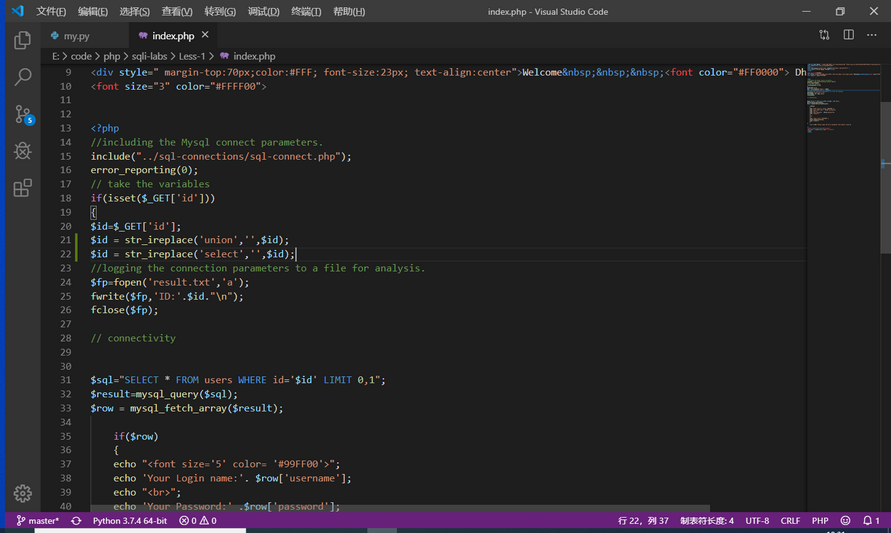 文件(F) 编辑(E) 选择(S) 查看(V) 转到(G) 调试(D) 终端(T) 帮助(H) index.php - Visual Studio Code
my.py index.php
E: > code > php > sqli-labs > Less-1 > index.php
9 <div style=" margin-top:70px;color:#FFF; font-size:23px; text-align:center">Welcome&nbsp;&nbsp;&nbsp;<font color="#FF0000"> Dh
10 <font size="3" color="#FFFF00">
11
12
13 <?php
14 //including the Mysql connect parameters.
15 include("../sql-connections/sql-connect.php");
16 error_reporting(0);
17 // take the variables
18 if(isset($_GET['id']))
19 {
20 $id=$_GET['id'];
21 $id = str_ireplace('union','',$id);
22 $id = str_ireplace('select','',$id);
23 //logging the connection parameters to a file for analysis.
24 $fp=fopen('result.txt','a');
25 fwrite($fp,'ID:'.$id."\n");
26 fclose($fp);
27
28 // connectivity
29
30
31 $sql="SELECT * FROM users WHERE id='$id' LIMIT 0,1";
32 $result=mysql_query($sql);
33 $row = mysql_fetch_array($result);
34
35 if($row)
36 {
37 echo "<font size='5' color= '#99FF00'>";
38 echo 'Your Login name:'. $row['username'];
39 echo "<br>";
40 echo 'Your Password:' .$row['password'];
5
master* Python 3.7.4 64-bit 0 0 行 22，列 37 制表符长度: 4 UTF-8 CRLF PHP 1